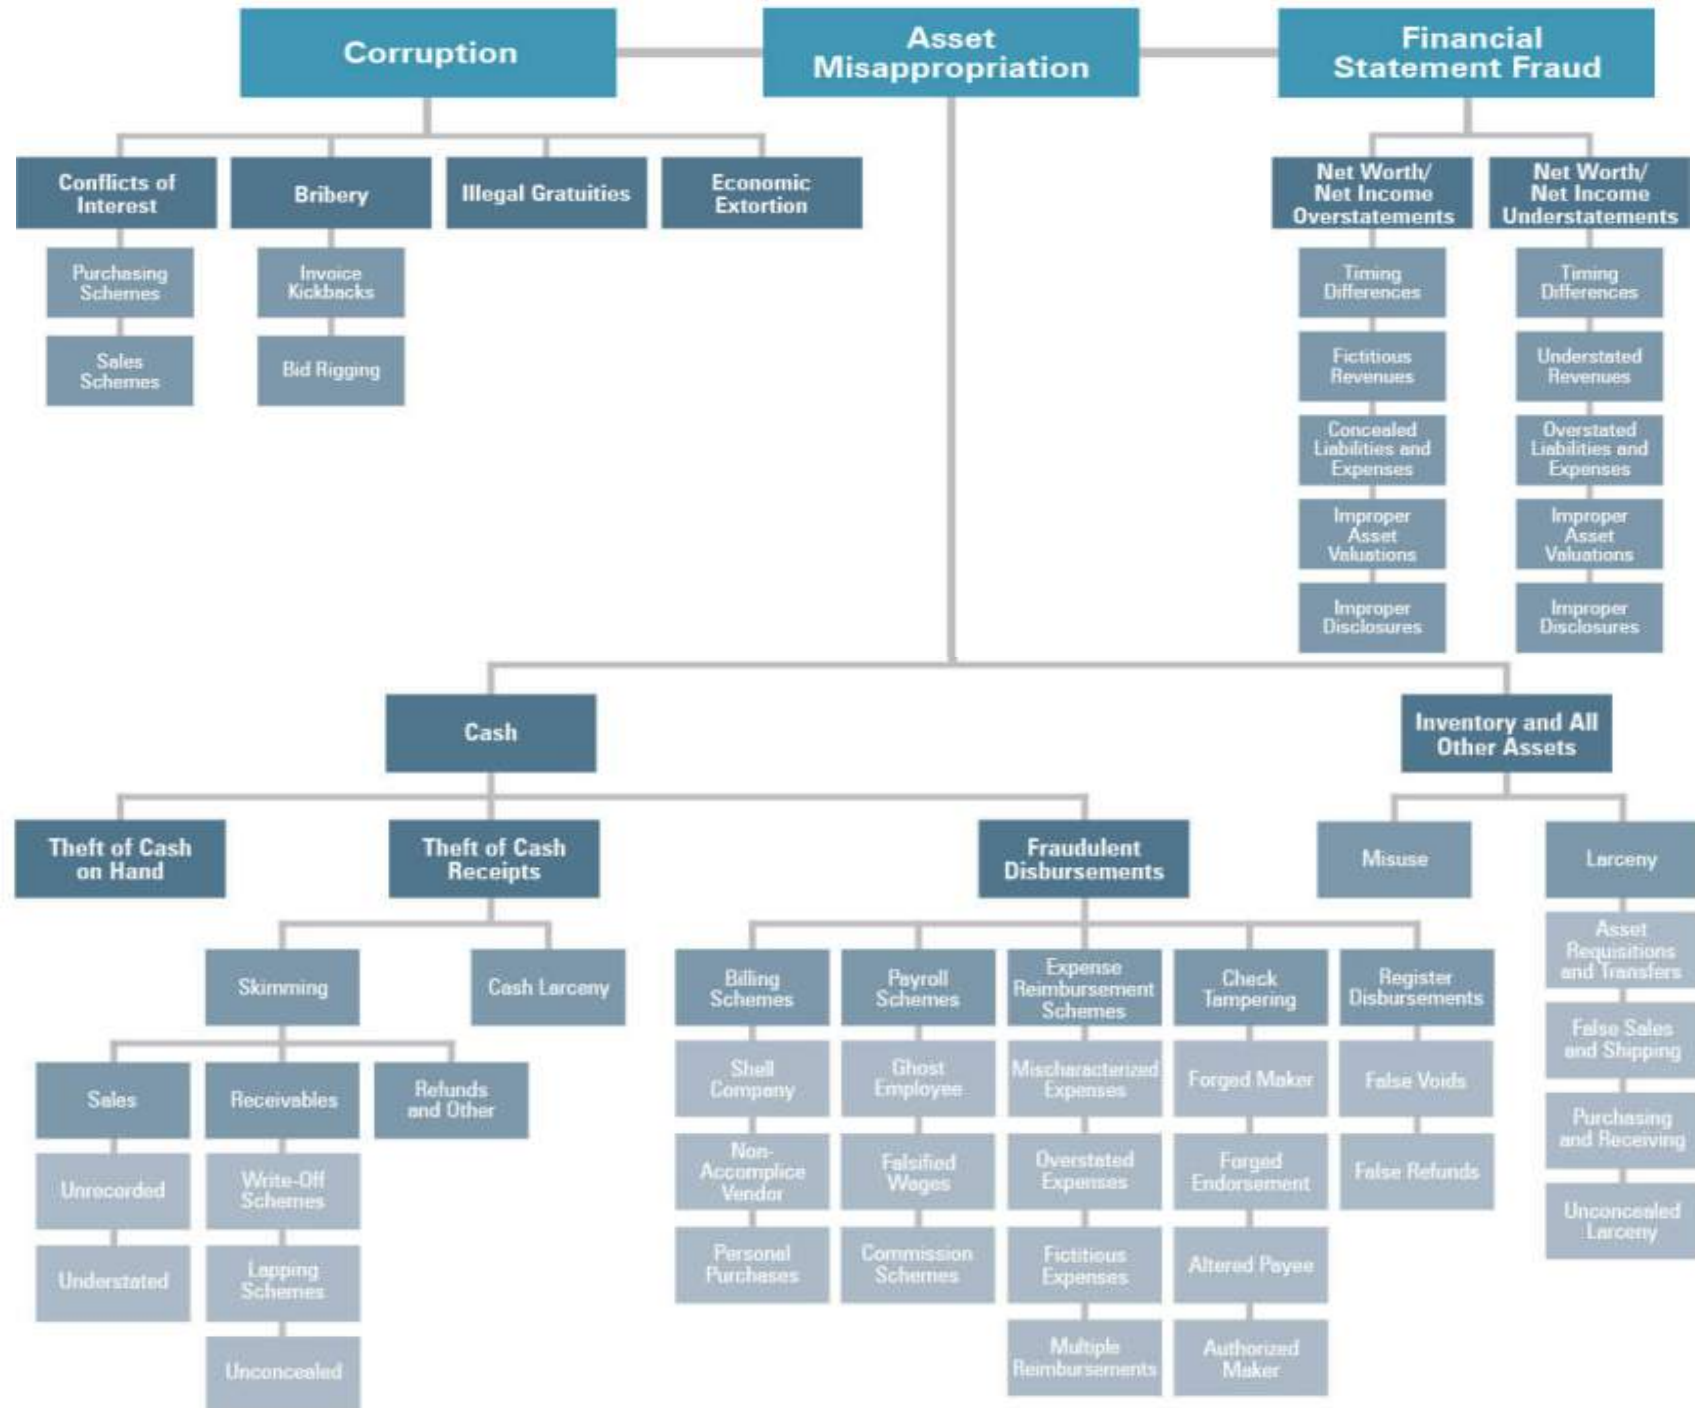 Corruption
Asset
Misappropriation
Financial
Statement Fraud
Conflicts of
Interest
Purchasing
Schemes
Sales
Schemes
Bribery
Invoice
Kickbacks
Bid Rigging
Illegal Gratuities
Economic
Extortion
Net Worth/
Net Income
Overstatements
Timing
Differences
Fictitious
Revenues
Concealed
Liabilities and
Expenses
Improper
Asset
Valuations
Improper
Disclosures
Net Worth/
Net Income
Understatements
Timing
Differences
Understated
Revenues
Overstated
Liabilities and
Expenses
Improper
Asset
Valuations
Improper
Disclosures
Cash
Inventory and All
Other Assets
Theft of Cash
on Hand
Theft of Cash
Receipts
Fraudulent
Disbursements
Misuse
Larceny
Asset
Requisitions
and Transfers
False Sales
and Shipping
Purchasing
and Receiving
Unconcealed
Larceny
Skimming
Cash Larceny
Sales
Unrecorded
Understated
Receivables
Write-Off
Schemes
Lapping
Schemes
Unconcealed
Refunds
and Other
Billing
Schemes
Shell
Company
Non-
Accomplice
Vendor
Personal
Purchases
Payroll
Schemes
Ghost
Employee
Falsified
Wages
Commission
Schemes
Expense
Reimbursement
Schemes
Mischaracterized
Expenses
Overstated
Expenses
Fictitious
Expenses
Multiple
Reimbursements
Check
Tampering
Forged Maker
Forged
Endorsement
Altered Payee
Authorized
Maker
Register
Disbursements
False Voids
False Refunds